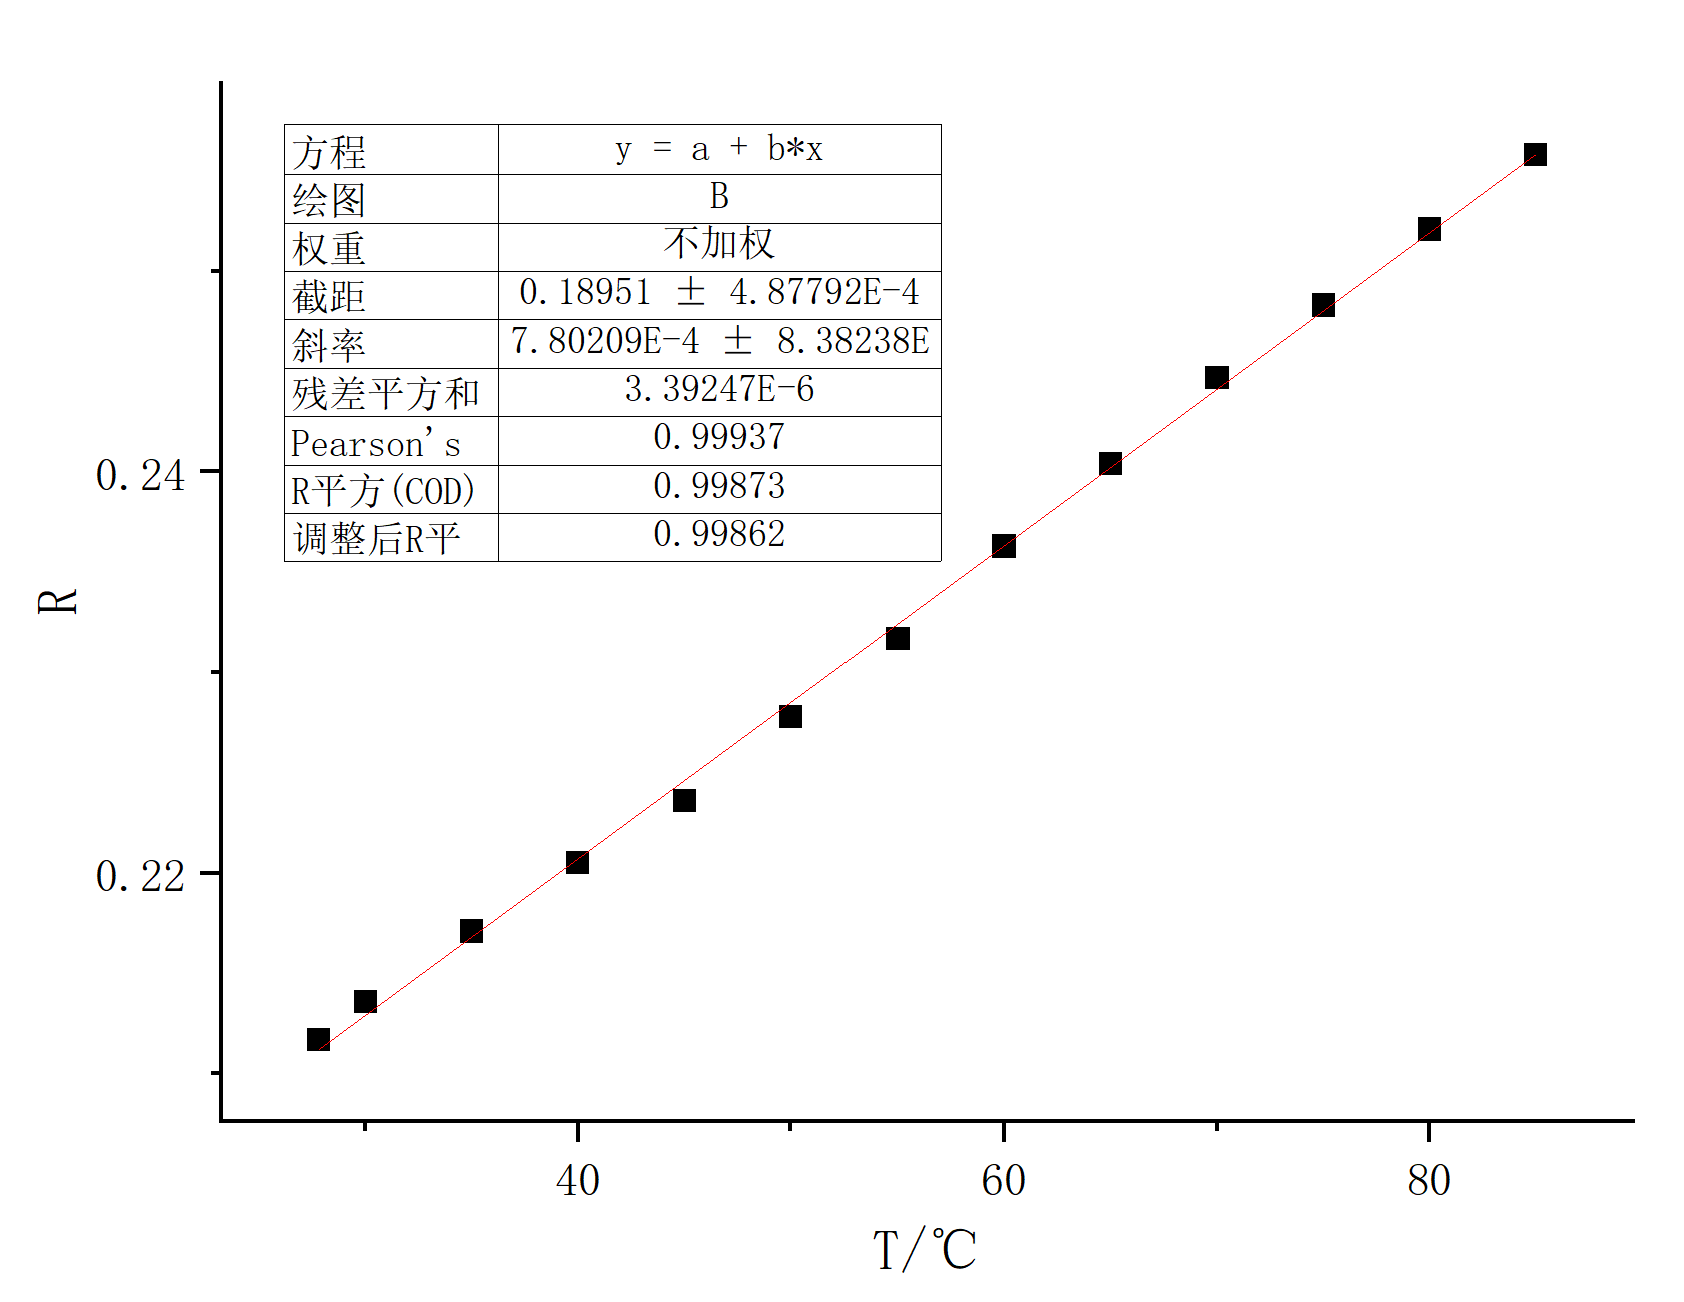 方程 y = a + b*x
绘图 B
权重 不加权
截距 0.18951 ± 4.87792E-4
斜率 7.80209E-4 ± 8.38238E
残差平方和 3.39247E-6
Pearson's 0.99937
R平方(COD) 0.99873
调整后R平 0.99862
0.24
0.22
R
40 60 80
T/℃